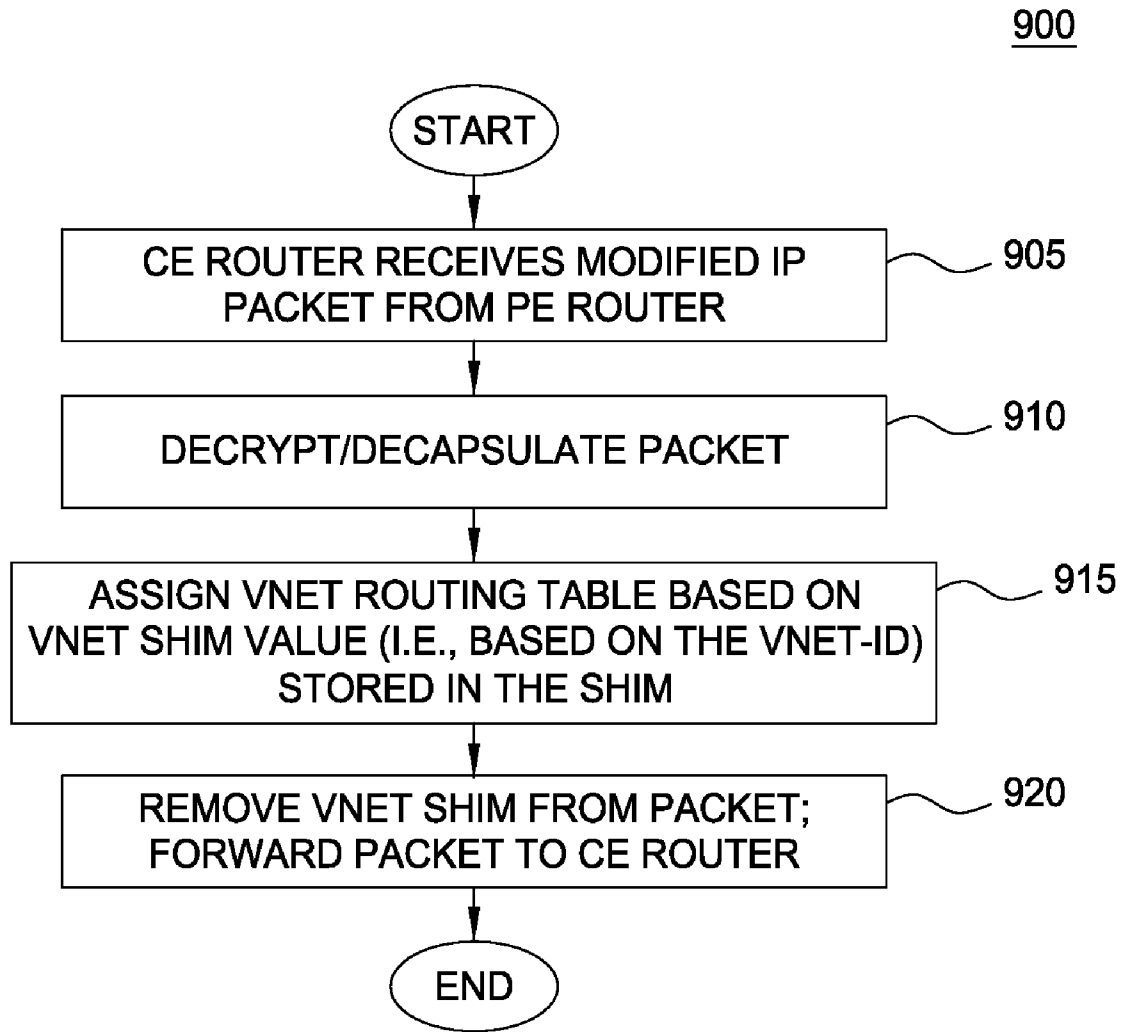 900
START
CE ROUTER RECEIVES MODIFIED IP
PACKET FROM PE ROUTER
905
DECRYPT/DECAPSULATE PACKET
910
ASSIGN VNET ROUTING TABLE BASED ON
VNET SHIM VALUE (I.E., BASED ON THE VNET-ID)
STORED IN THE SHIM
915
REMOVE VNET SHIM FROM PACKET;
FORWARD PACKET TO CE ROUTER
920
END